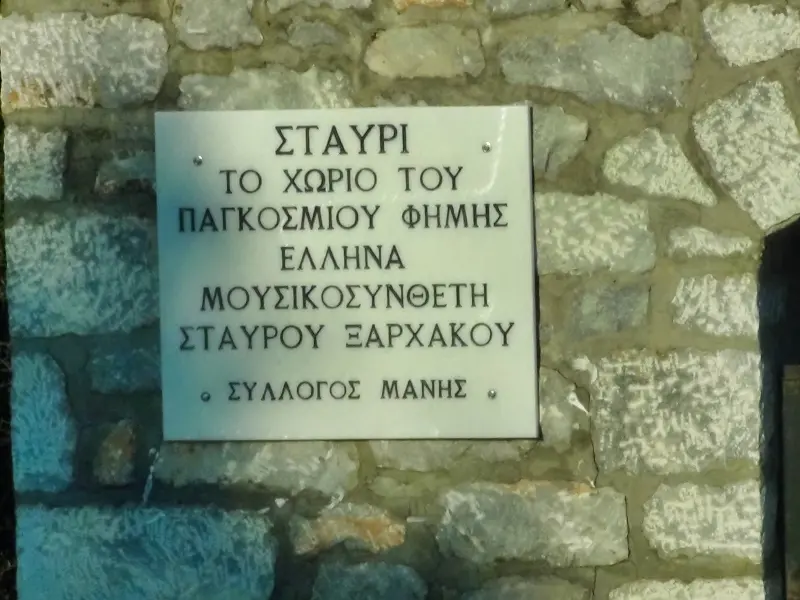 ΣΤΑΥΡΙ
ΤΟ ΧΩΡΙΟ ΤΟΥ
ΠΑΓΚΟΣΜΙΟΥ ΦΗΜΗΣ
ΕΛΛΗΝΑ
ΜΟΥΣΙΚΟΣΥΝΘΕΤΗ
ΣΤΑΥΡΟΥ ΞΑΡΧΑΚΟΥ
ΣΥΛΛΟΓΟΣ ΜΑΝΗΣ